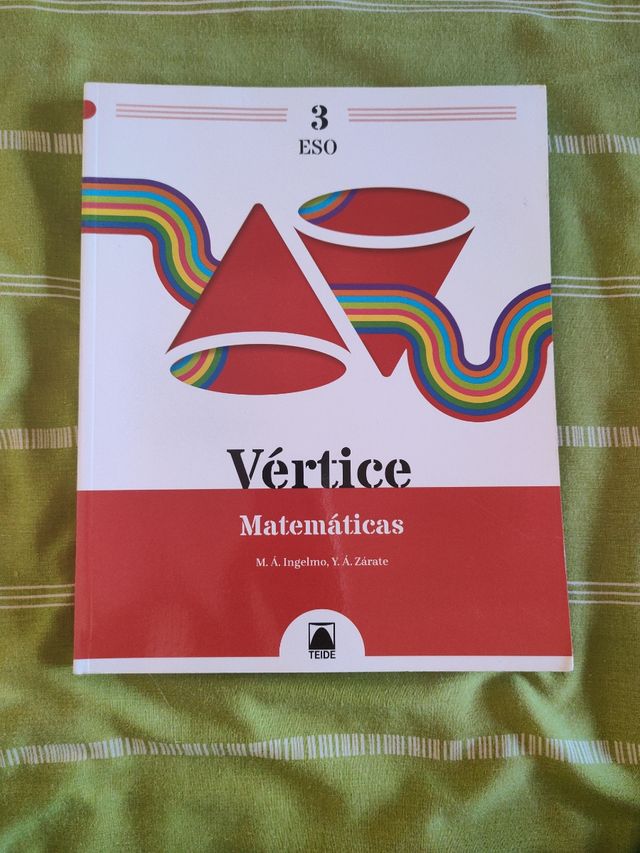 3
ESO
Vértice
Matemáticas
M. Á. Ingelmo, Y. Á. Zárate
TEIDE